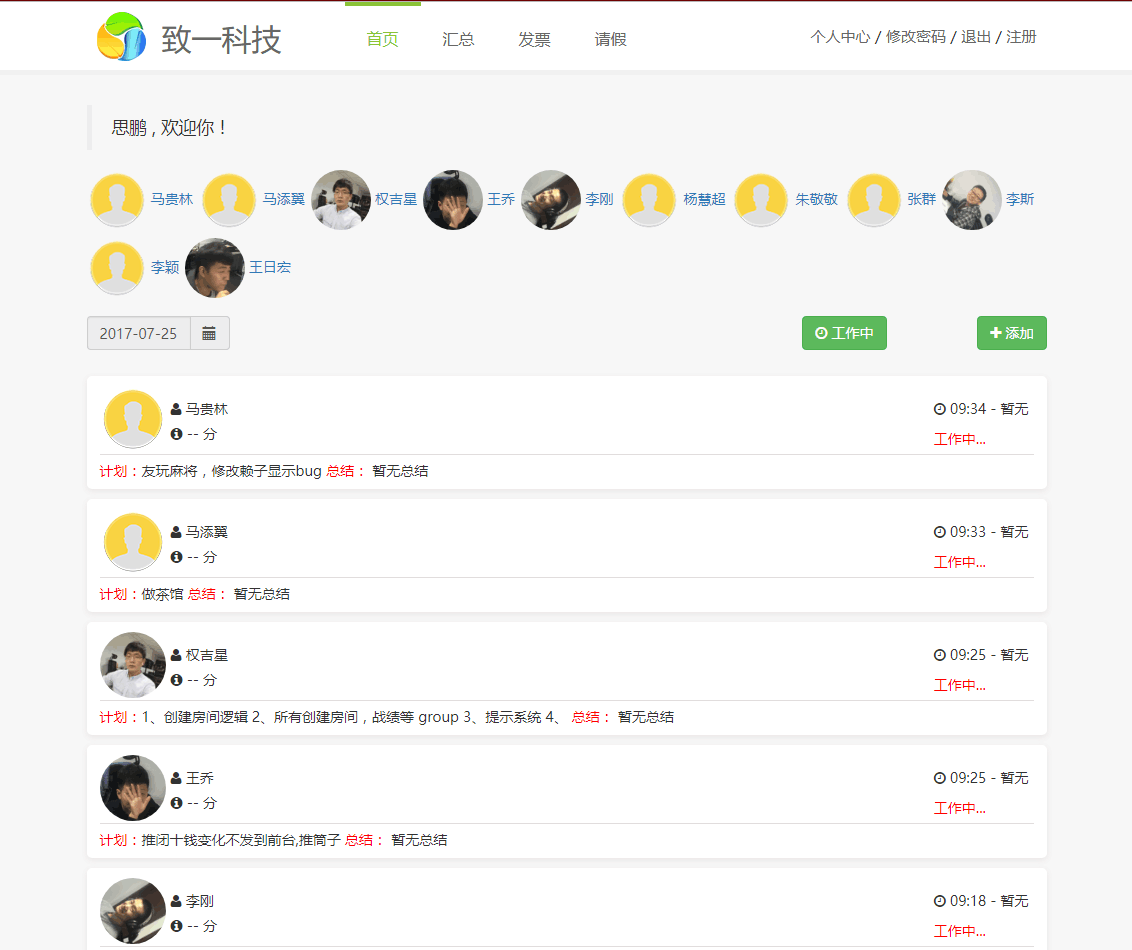 致一科技 首页 汇总 发票 请假 个人中心 / 修改密码 / 退出 / 注册
思鹏 , 欢迎你！
马贵林 马添翼 权吉星 王乔 李刚 杨慧超 朱敬敬 张群 李斯
李颖 王日宏
2017-07-25 工作中 添加
马贵林 09:34 - 暂无
-- 分 工作中...
计划：友玩麻将，修改赖子显示bug 总结： 暂无总结
马添翼 09:33 - 暂无
-- 分 工作中...
计划：做茶馆 总结： 暂无总结
权吉星 09:25 - 暂无
-- 分 工作中...
计划：1、创建房间逻辑 2、所有创建房间，战绩等 group 3、提示系统 4、 总结： 暂无总结
王乔 09:25 - 暂无
-- 分 工作中...
计划：推闭十钱变化不发到前台,推筒子 总结： 暂无总结
李刚 09:18 - 暂无
-- 分 工作中...